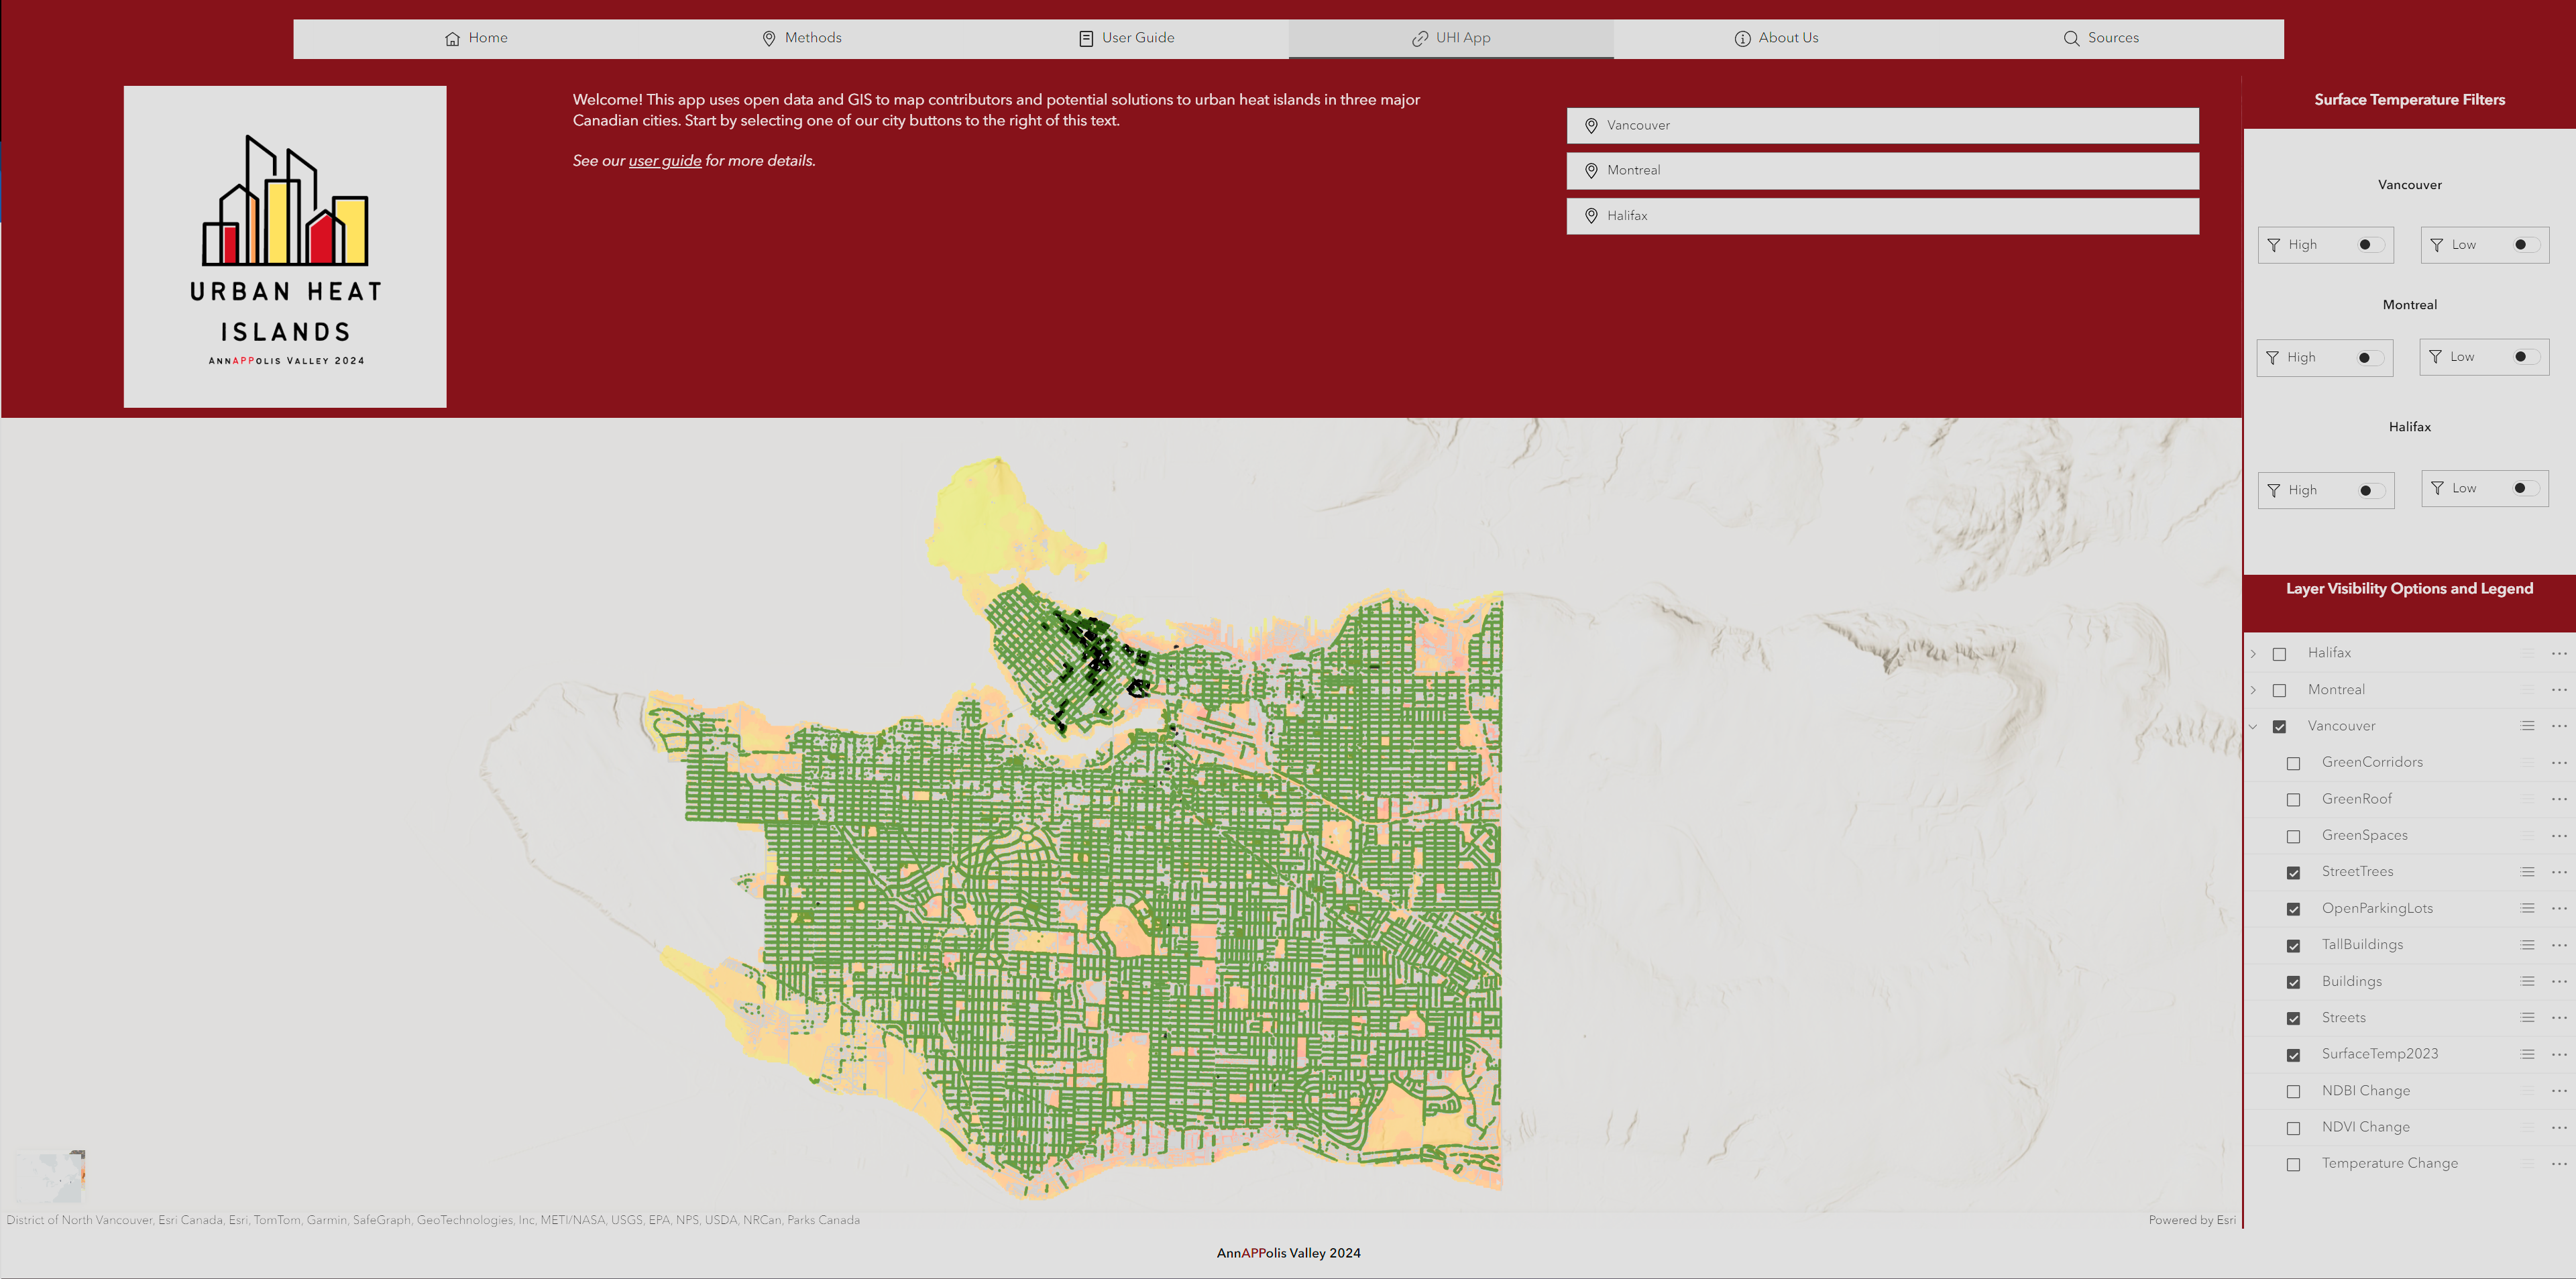 Home
Methods
User Guide
UHI App
About Us
Sources
URBAN HEAT
ISLANDS
ANNAPPOLIS VALLEY 2024
Welcome! This app uses open data and GIS to map contributors and potential solutions to urban heat islands in three major
Canadian cities. Start by selecting one of our city buttons to the right of this text.
See our user guide for more details.
Vancouver
Montreal
Halifax
Surface Temperature Filters
Vancouver
High
Low
Montreal
High
Low
Halifax
High
Low
Layer Visibility Options and Legend
Halifax
Montreal
Vancouver
GreenCorridors
GreenRoof
GreenSpaces
StreetTrees
OpenParkingLots
TallBuildings
Buildings
Streets
SurfaceTemp2023
NDBI Change
NDVI Change
Temperature Change
District of North Vancouver, Esri Canada, Esri, TomTom, Garmin, SafeGraph, GeoTechnologies, Inc, METI/NASA, USGS, EPA, NPS, USDA, NRCan, Parks Canada
Powered by Esri
AnnAPPolis Valley 2024